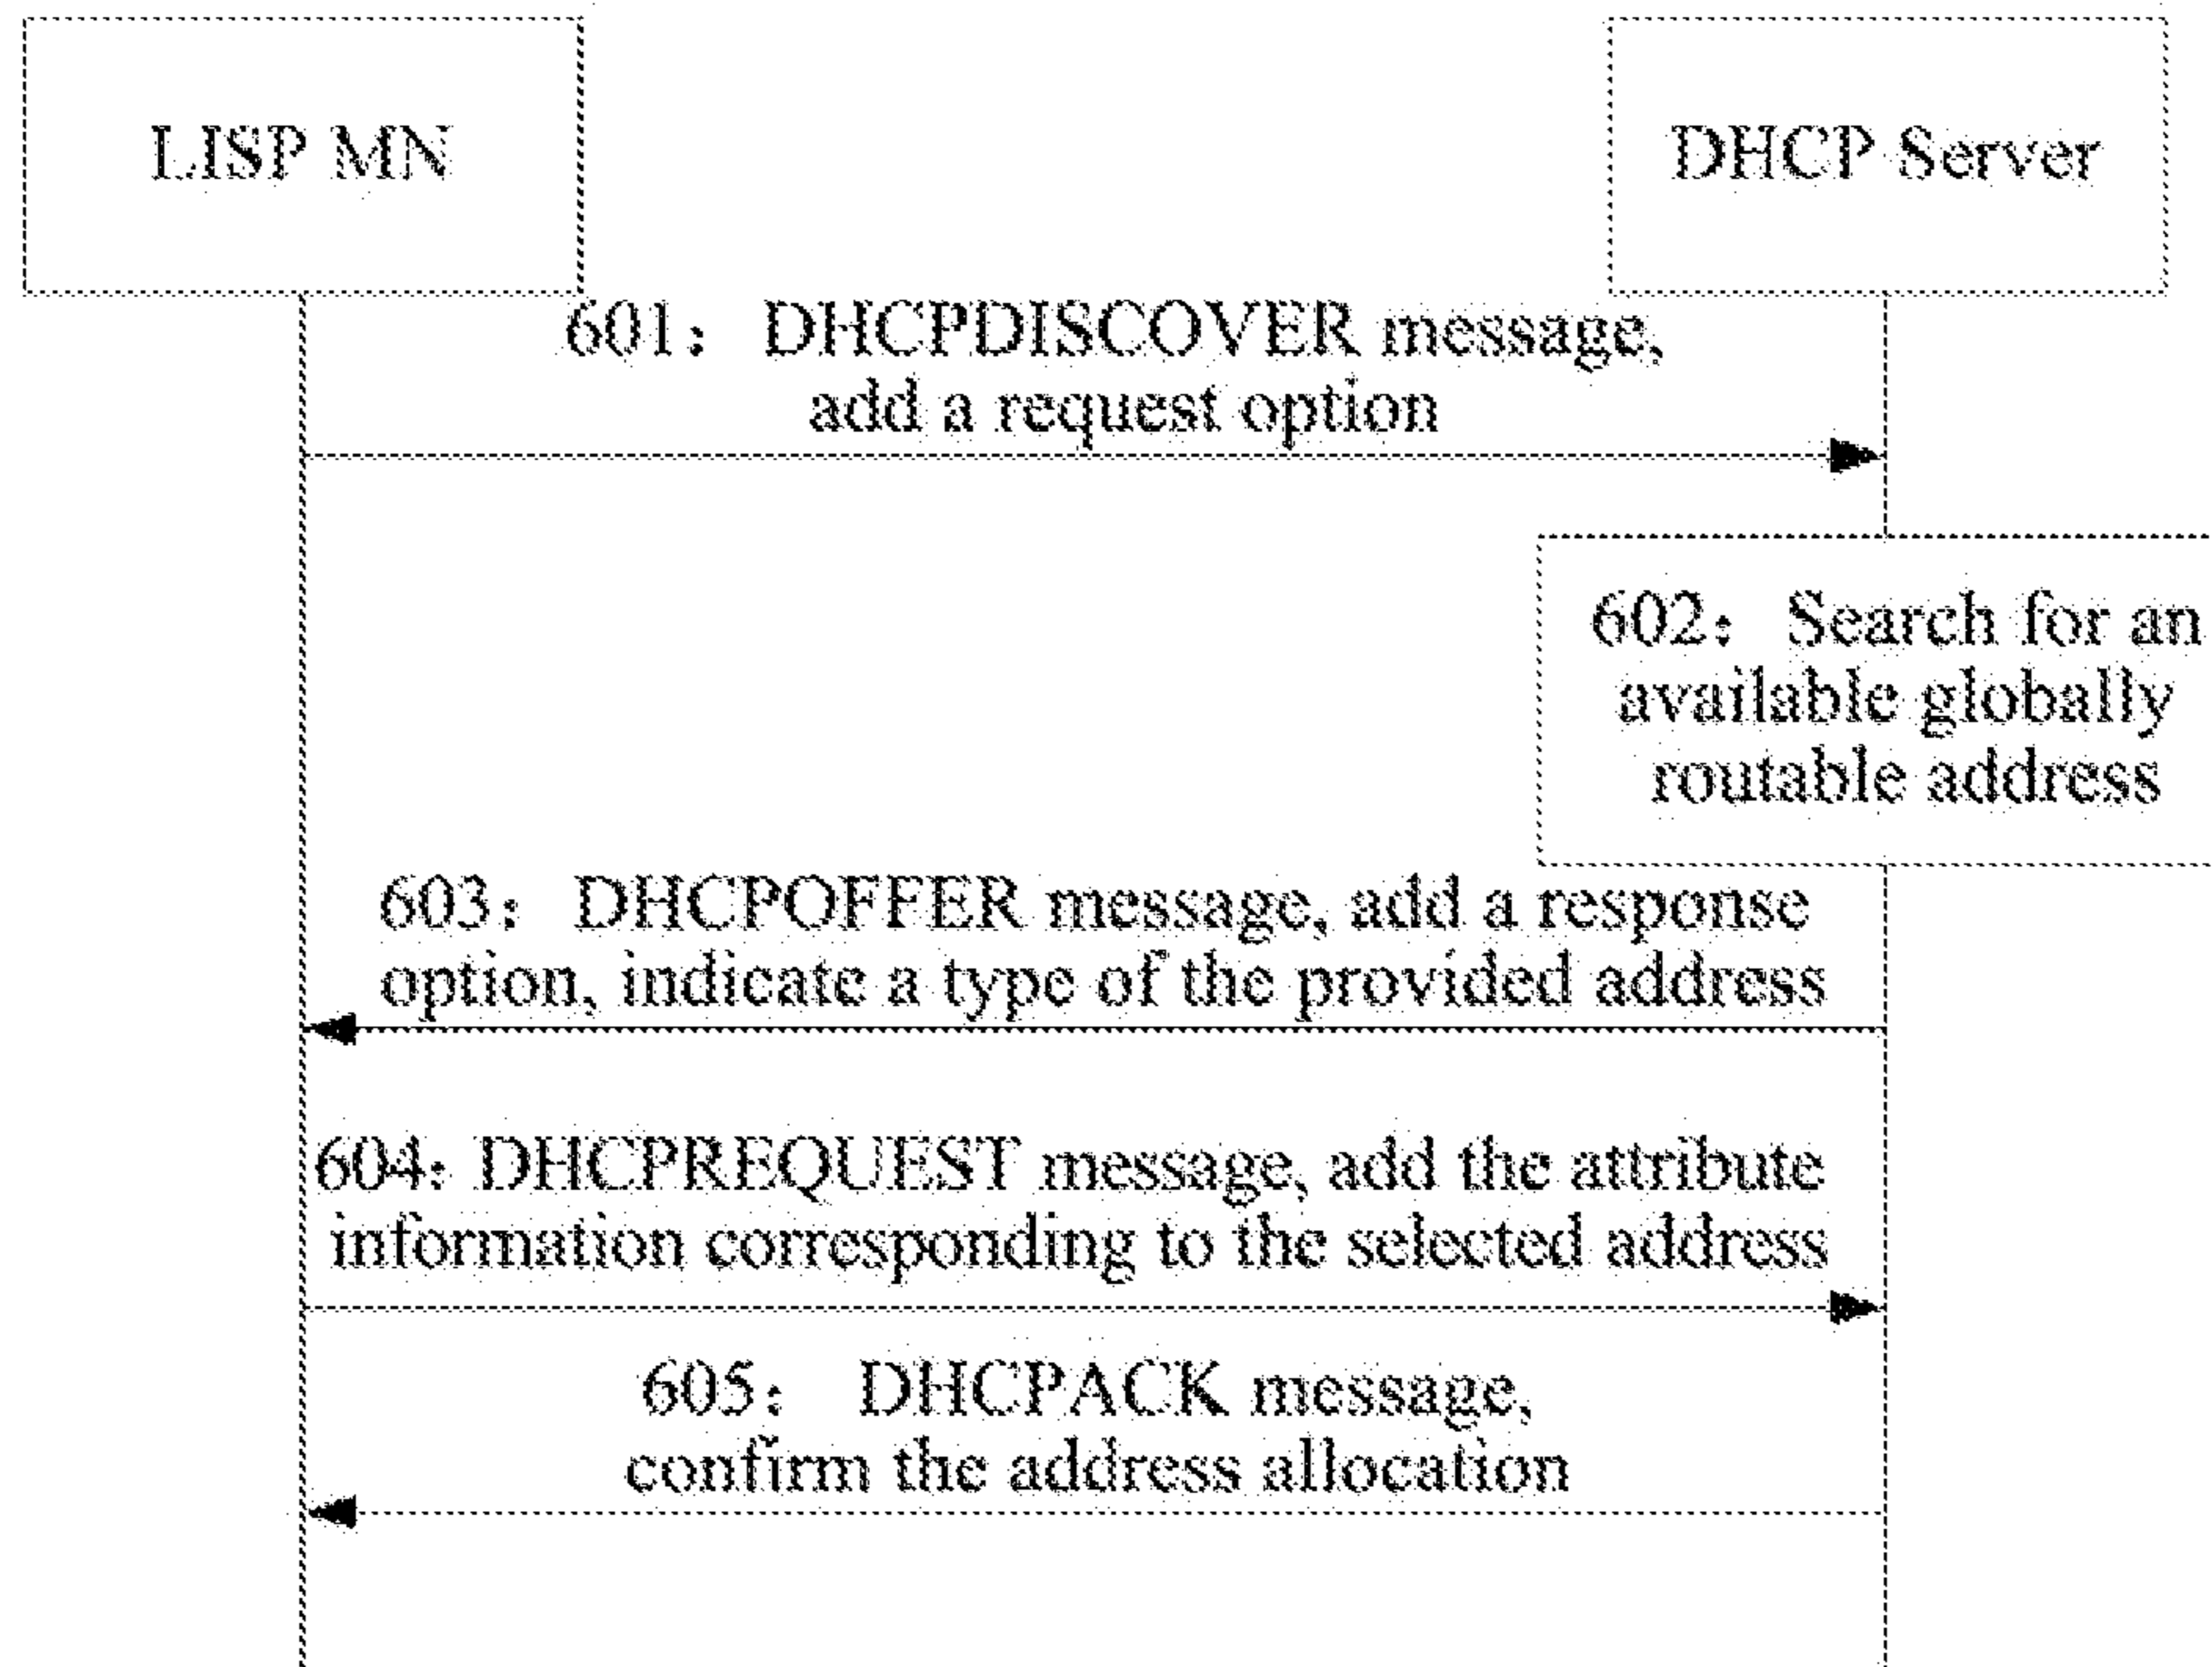 LISP MN
DHCP Server
601: DHCPDISCOVER message,
add a request option
602: Search for an
available globally
routable address
603: DHCPOFFER message, add a response
option, indicate a type of the provided address
604: DHCPREQUEST message, add the attribute
information corresponding to the selected address
605: DHCPACK message,
confirm the address allocation